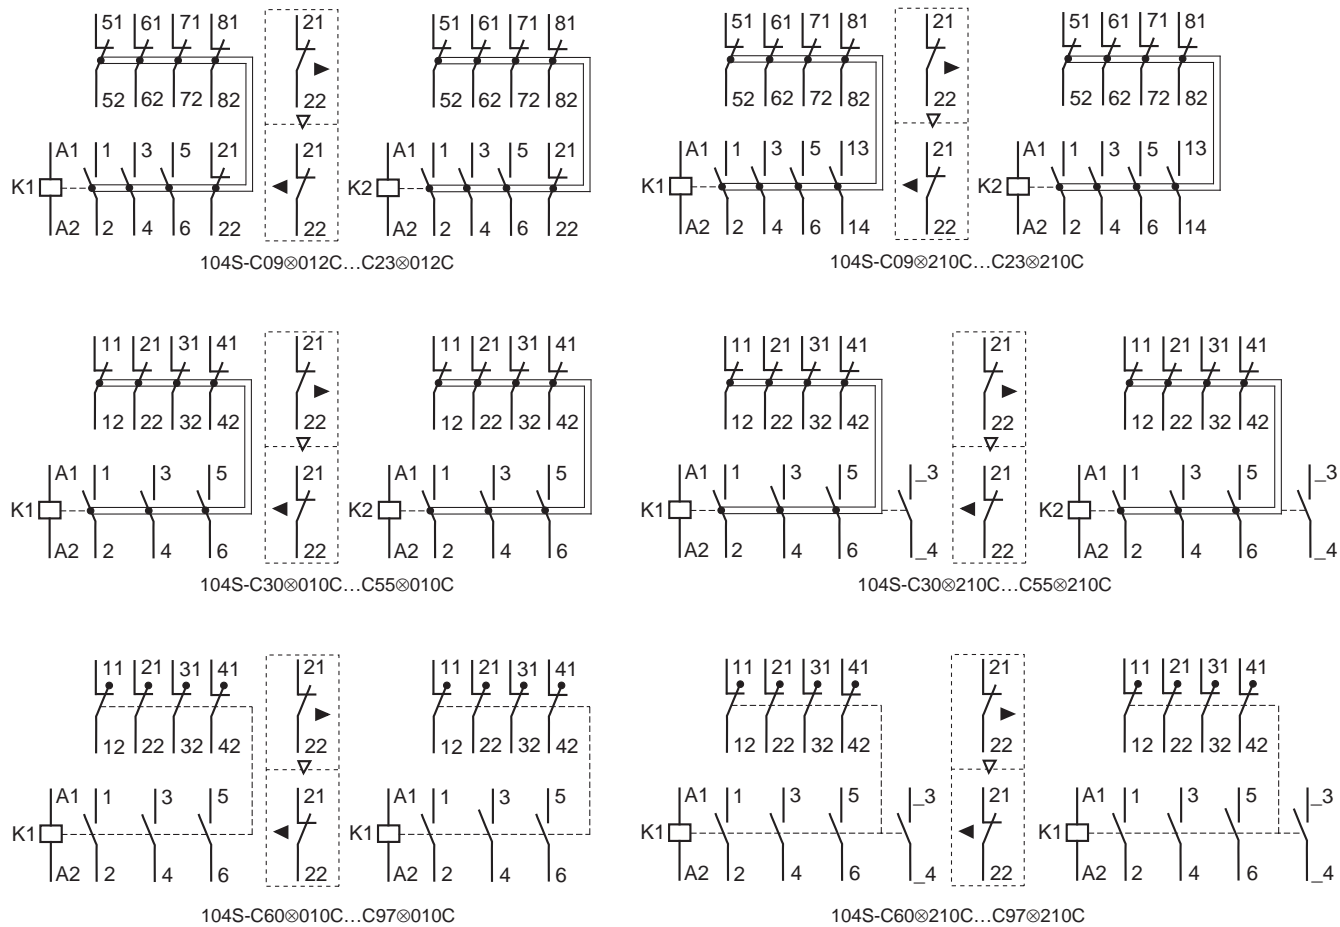 51 61 71 81 21 51 61 71 81
52 62 72 82 22 52 62 72 82
A1 1 3 5 21 21 A1 1 3 5 21
K1 K2
A2 2 4 6 22 22 A2 2 4 6 22
104S-C09⊗012C…C23⊗012C
51 61 71 81 21 51 61 71 81
52 62 72 82 22 52 62 72 82
A1 1 3 5 13 21 A1 1 3 5 13
K1 K2
A2 2 4 6 14 22 A2 2 4 6 14
104S-C09⊗210C…C23⊗210C
11 21 31 41 21 11 21 31 41
12 22 32 42 22 12 22 32 42
A1 1 3 5 21 A1 1 3 5
K1 K2
A2 2 4 6 22 A2 2 4 6
104S-C30⊗010C…C55⊗010C
11 21 31 41 21 11 21 31 41
12 22 32 42 22 12 22 32 42
A1 1 3 5 _3 21 A1 1 3 5 _3
K1 K2
A2 2 4 6 _4 22 A2 2 4 6 _4
104S-C30⊗210C…C55⊗210C
11 21 31 41 21 11 21 31 41
12 22 32 42 22 12 22 32 42
A1 1 3 5 21 A1 1 3 5
K1 K1
A2 2 4 6 22 A2 2 4 6
104S-C60⊗010C…C97⊗010C
11 21 31 41 21 11 21 31 41
12 22 32 42 22 12 22 32 42
A1 1 3 5 _3 21 A1 1 3 5 _3
K1 K1
A2 2 4 6 _4 22 A2 2 4 6 _4
104S-C60⊗210C…C97⊗210C